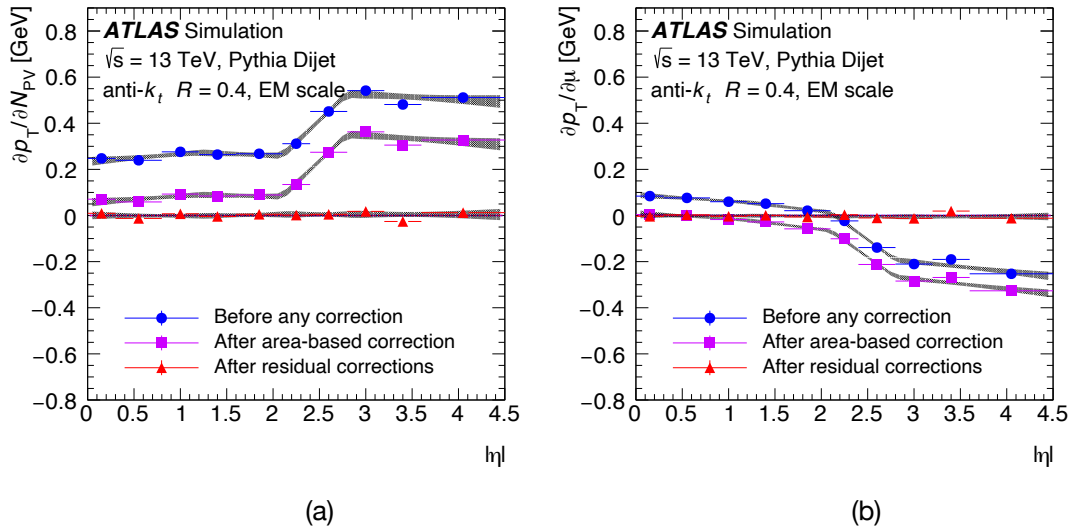 ATLAS Simulation
√s = 13 TeV, Pythia Dijet
anti-kₜ R = 0.4, EM scale
∂p_T/∂N_PV [GeV]
0.8
0.6
0.4
0.2
0
−0.2
−0.4
−0.6
−0.8
Before any correction
After area-based correction
After residual corrections
0 0.5 1 1.5 2 2.5 3 3.5 4 4.5
|η|
(a)
ATLAS Simulation
√s = 13 TeV, Pythia Dijet
anti-kₜ R = 0.4, EM scale
∂p_T/∂μ [GeV]
0.8
0.6
0.4
0.2
0
−0.2
−0.4
−0.6
−0.8
Before any correction
After area-based correction
After residual corrections
0 0.5 1 1.5 2 2.5 3 3.5 4 4.5
|η|
(b)